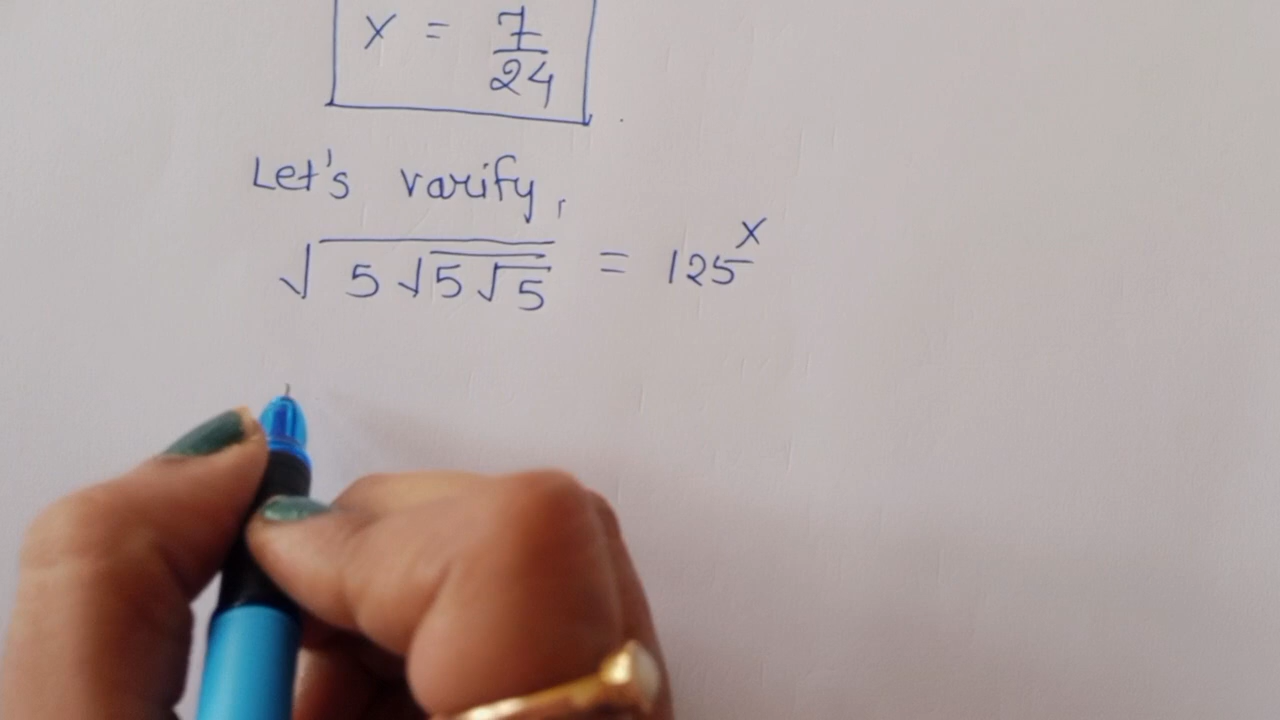 x = 7/24
Let's varify,
√5√5√5 = 125^x